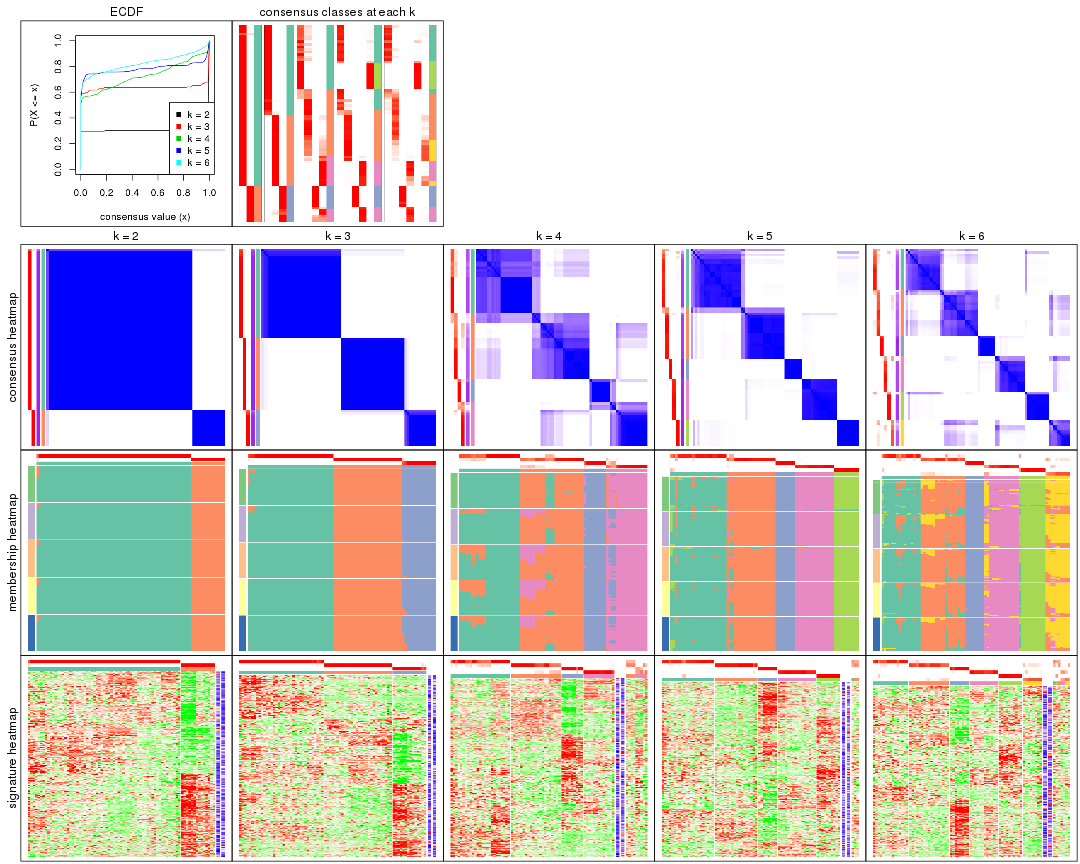 ECDF
consensus classes at each k
P(X <= x)
0.0 0.2 0.4 0.6 0.8 1.0
k = 2
k = 3
k = 4
k = 5
k = 6
0.0 0.2 0.4 0.6 0.8 1.0
consensus value (x)
k = 2
k = 3
k = 4
k = 5
k = 6
consensus heatmap
membership heatmap
signature heatmap